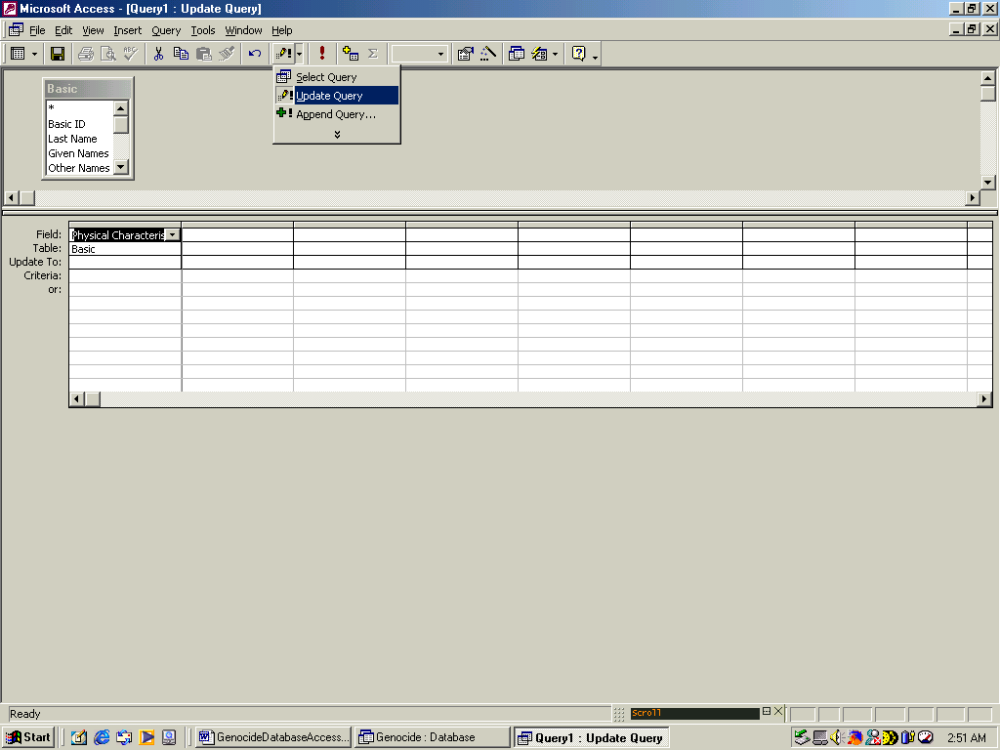 Microsoft Access - [Query1 : Update Query]
File Edit View Insert Query Tools Window Help
Select Query
Update Query
Append Query...
Basic
*
Basic ID
Last Name
Given Names
Other Names
Field: Physical Characteris
Table: Basic
Update To:
Criteria:
or:
Ready
Scroll
Start
GenocideDatabaseAccess...
Genocide : Database
Query1 : Update Query
2:51 AM